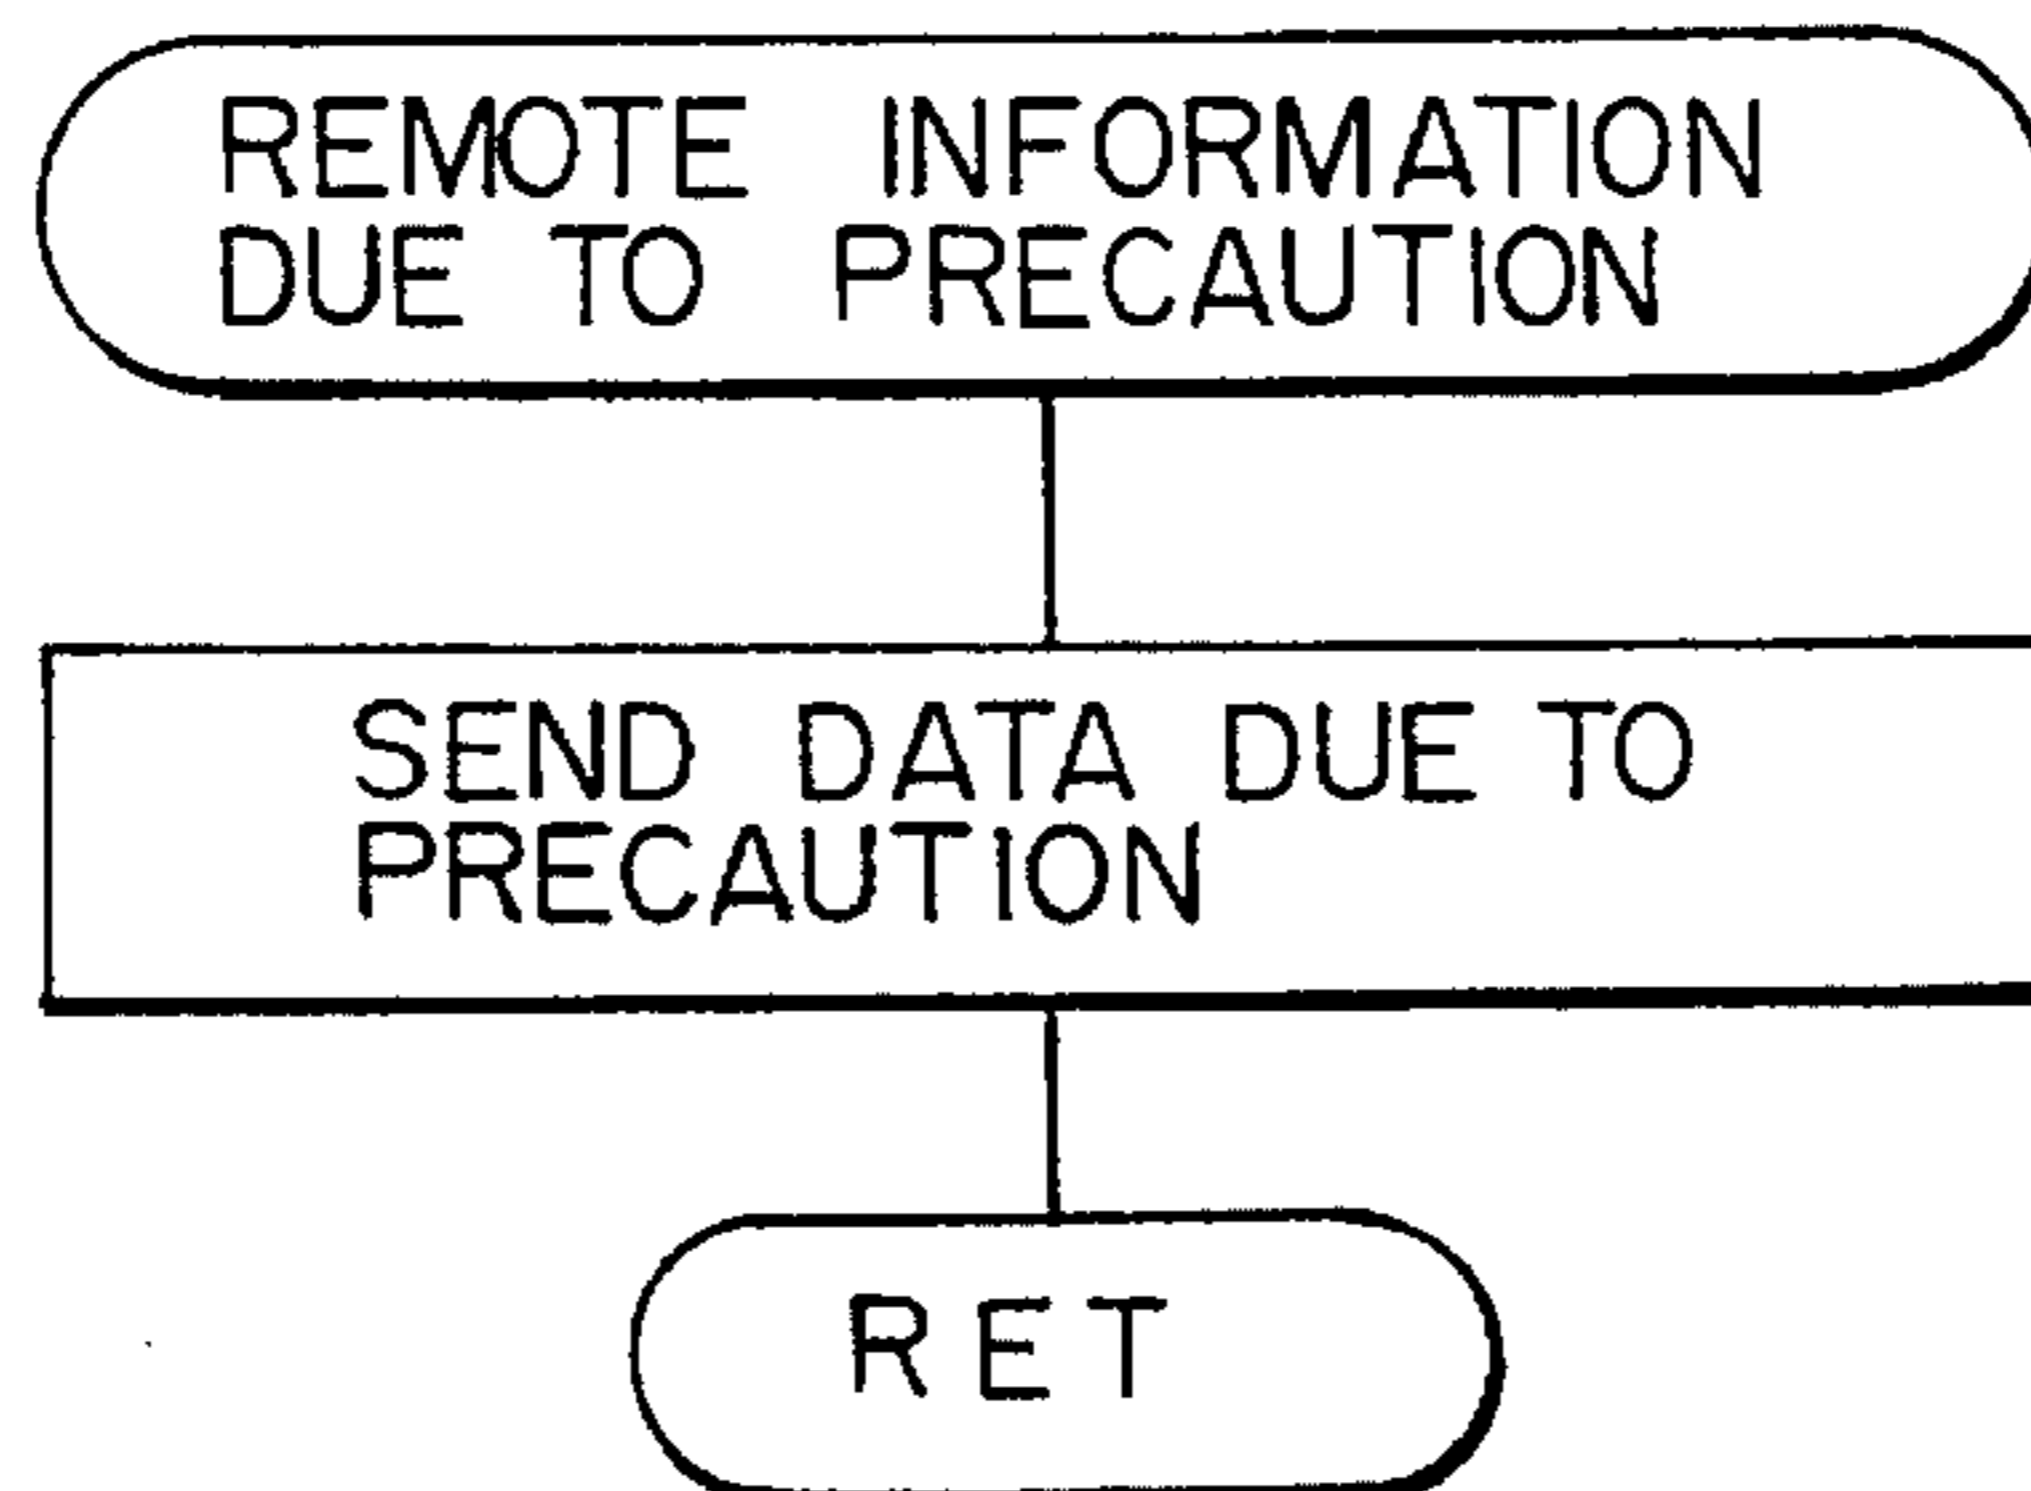 REMOTE INFORMATION
DUE TO PRECAUTION
SEND DATA DUE TO
PRECAUTION
RET